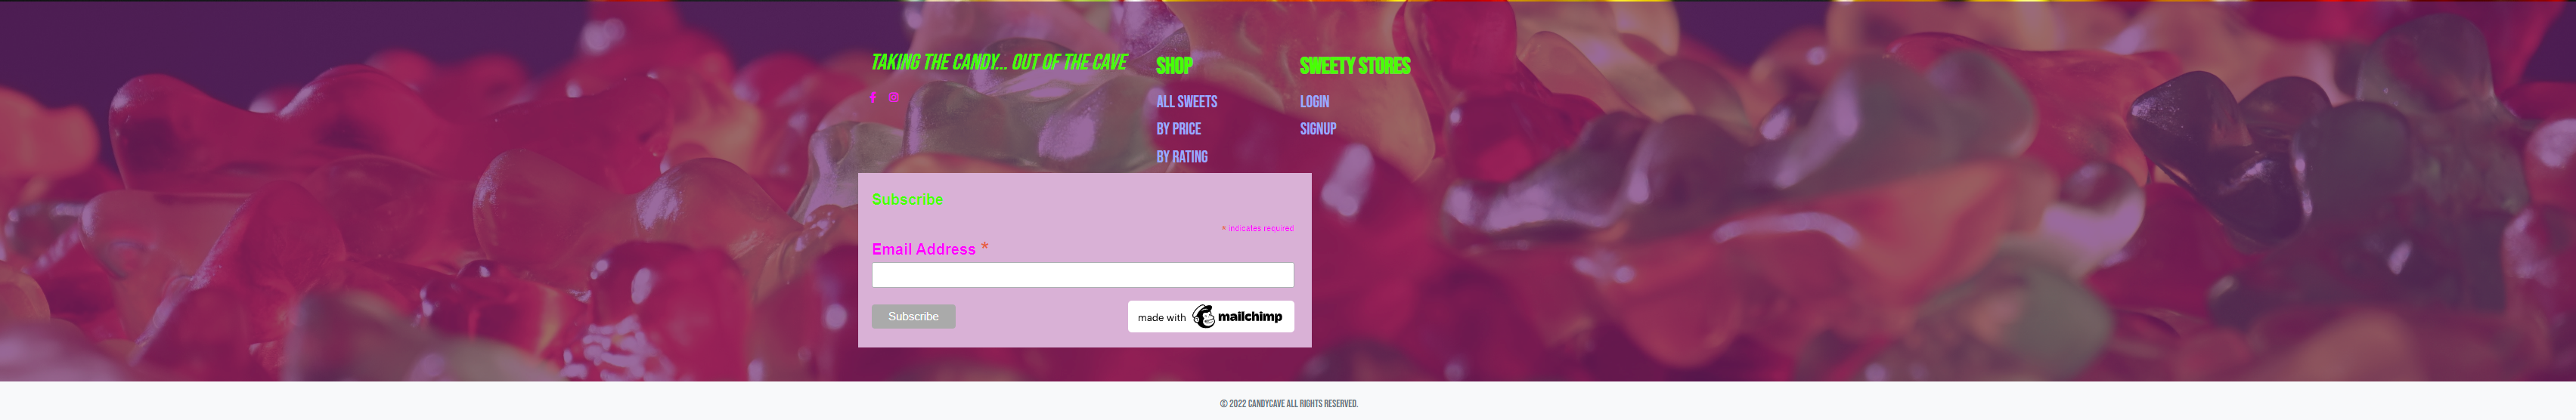 TAKING THE CANDY... OUT OF THE CAVE
SHOP
ALL SWEETS
BY PRICE
BY RATING
SWEETY STORES
LOGIN
SIGNUP
Subscribe
* indicates required
Email Address *
Subscribe
made with mailchimp
© 2022 CANDYCAVE ALL RIGHTS RESERVED.